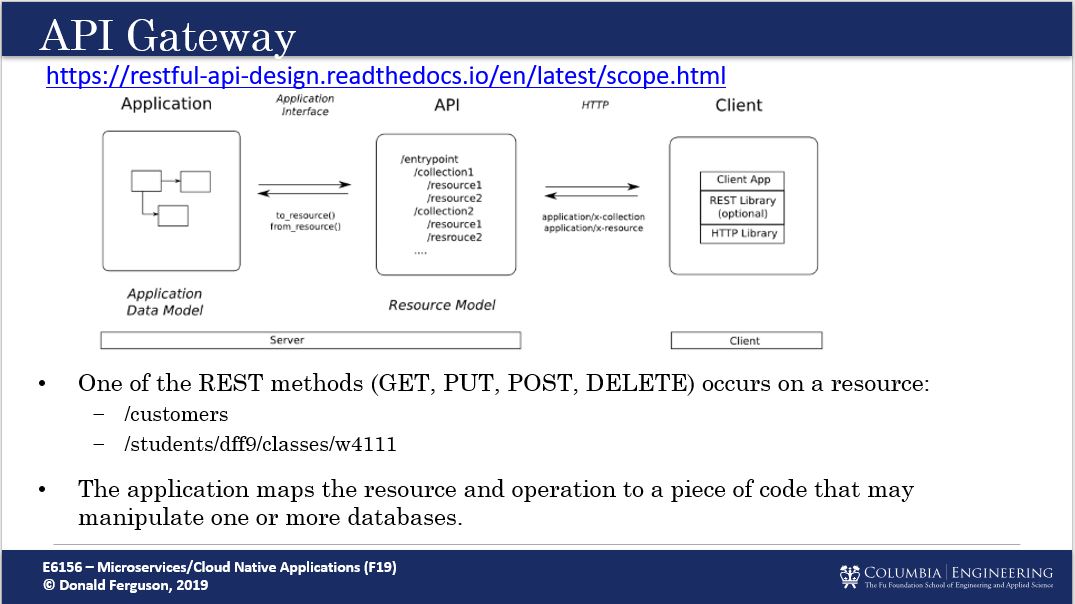 API Gateway
https://restful-api-design.readthedocs.io/en/latest/scope.html
Application
Application
Interface
API
HTTP
Client
/entrypoint
/collection1
/resource1
/resource2
/collection2
/resource1
/resrouce2
....
to_resource()
from_resource()
application/x-collection
application/x-resource
Client App
REST Library
(optional)
HTTP Library
Application
Data Model
Resource Model
Server
Client
• One of the REST methods (GET, PUT, POST, DELETE) occurs on a resource:
– /customers
– /students/dff9/classes/w4111
• The application maps the resource and operation to a piece of code that may
manipulate one or more databases.
E6156 – Microservices/Cloud Native Applications (F19)
© Donald Ferguson, 2019
COLUMBIA | ENGINEERING
The Fu Foundation School of Engineering and Applied Science